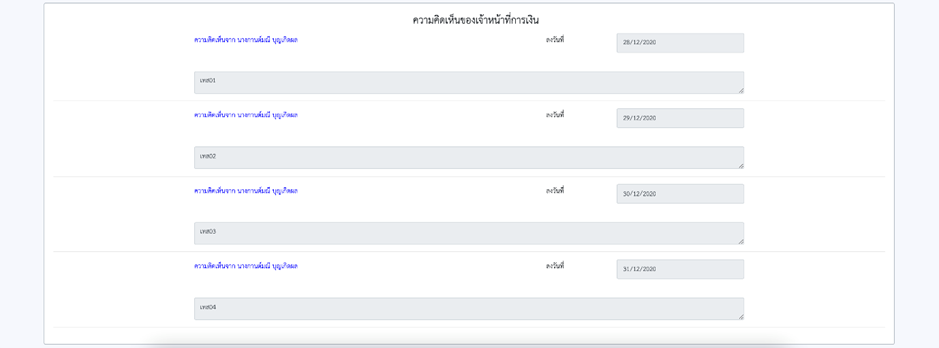 ความคิดเห็นของเจ้าหน้าที่การเงิน
ความคิดเห็นจาก นางกานต์มณี บุญเกิดผล ลงวันที่ 28/12/2020
เทส01
ความคิดเห็นจาก นางกานต์มณี บุญเกิดผล ลงวันที่ 29/12/2020
เทส02
ความคิดเห็นจาก นางกานต์มณี บุญเกิดผล ลงวันที่ 30/12/2020
เทส03
ความคิดเห็นจาก นางกานต์มณี บุญเกิดผล ลงวันที่ 31/12/2020
เทส04